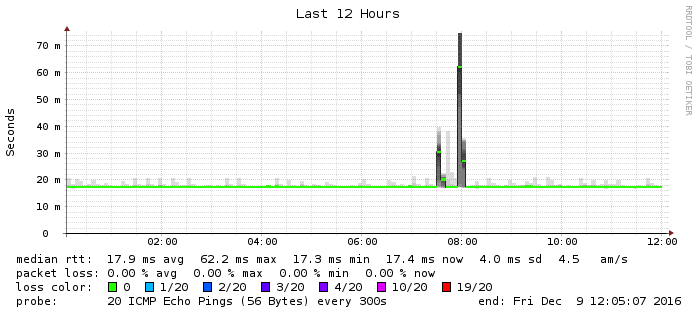 Last 12 Hours
RRDTOOL / TOBI OETIKER
Seconds
70 m
60 m
50 m
40 m
30 m
20 m
10 m
0
02:00 04:00 06:00 08:00 10:00 12:00
median rtt: 17.9 ms avg 62.2 ms max 17.3 ms min 17.4 ms now 4.0 ms sd 4.5 am/s
packet loss: 0.00 % avg 0.00 % max 0.00 % min 0.00 % now
loss color: 0 1/20 2/20 3/20 4/20 10/20 19/20
probe: 20 ICMP Echo Pings (56 Bytes) every 300s end: Fri Dec 9 12:05:07 2016